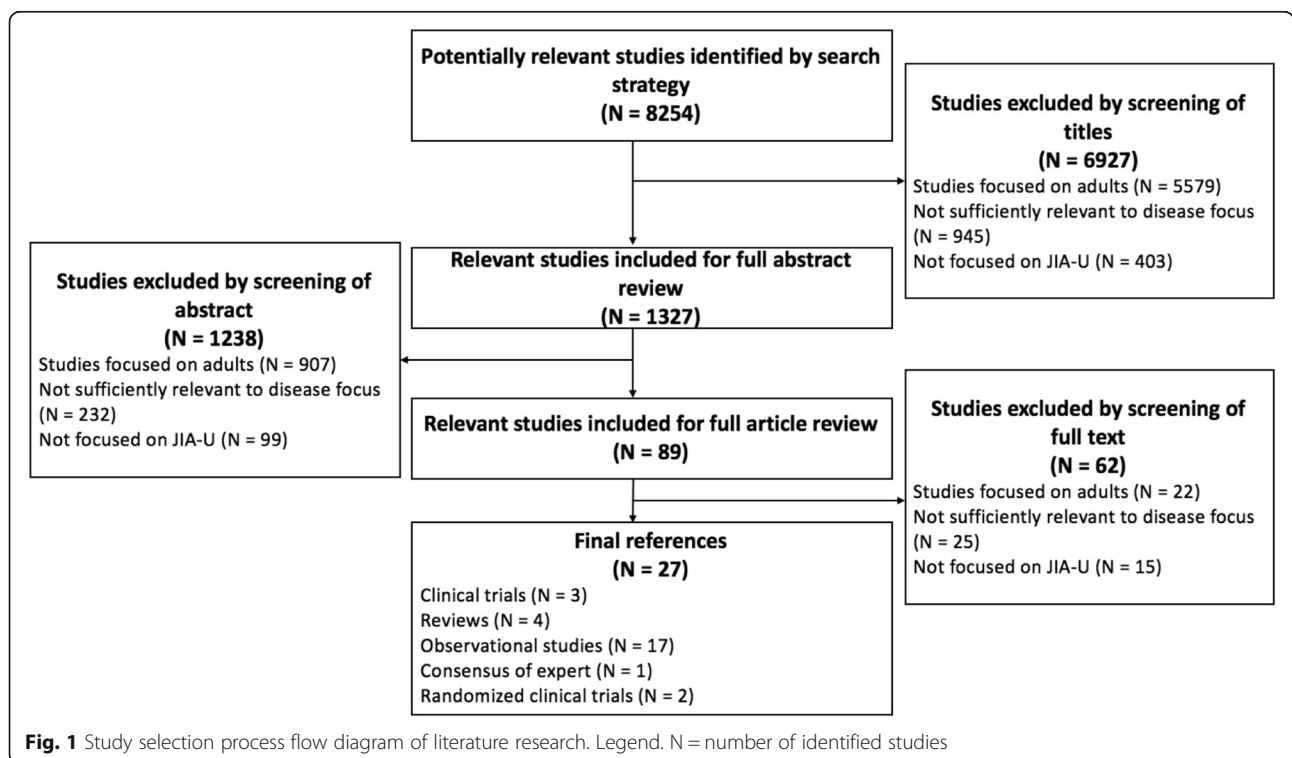 Potentially relevant studies identified by search
strategy
(N = 8254)
Studies excluded by screening of
titles
(N = 6927)
Studies focused on adults (N = 5579)
Not sufficiently relevant to disease focus
(N = 945)
Not focused on JIA-U (N = 403)
Relevant studies included for full abstract
review
(N = 1327)
Studies excluded by screening of
abstract
(N = 1238)
Studies focused on adults (N = 907)
Not sufficiently relevant to disease focus
(N = 232)
Not focused on JIA-U (N = 99)
Relevant studies included for full article review
(N = 89)
Studies excluded by screening of
full text
(N = 62)
Studies focused on adults (N = 22)
Not sufficiently relevant to disease focus
(N = 25)
Not focused on JIA-U (N = 15)
Final references
(N = 27)
Clinical trials (N = 3)
Reviews (N = 4)
Observational studies (N = 17)
Consensus of expert (N = 1)
Randomized clinical trials (N = 2)
Fig. 1 Study selection process flow diagram of literature research. Legend. N = number of identified studies